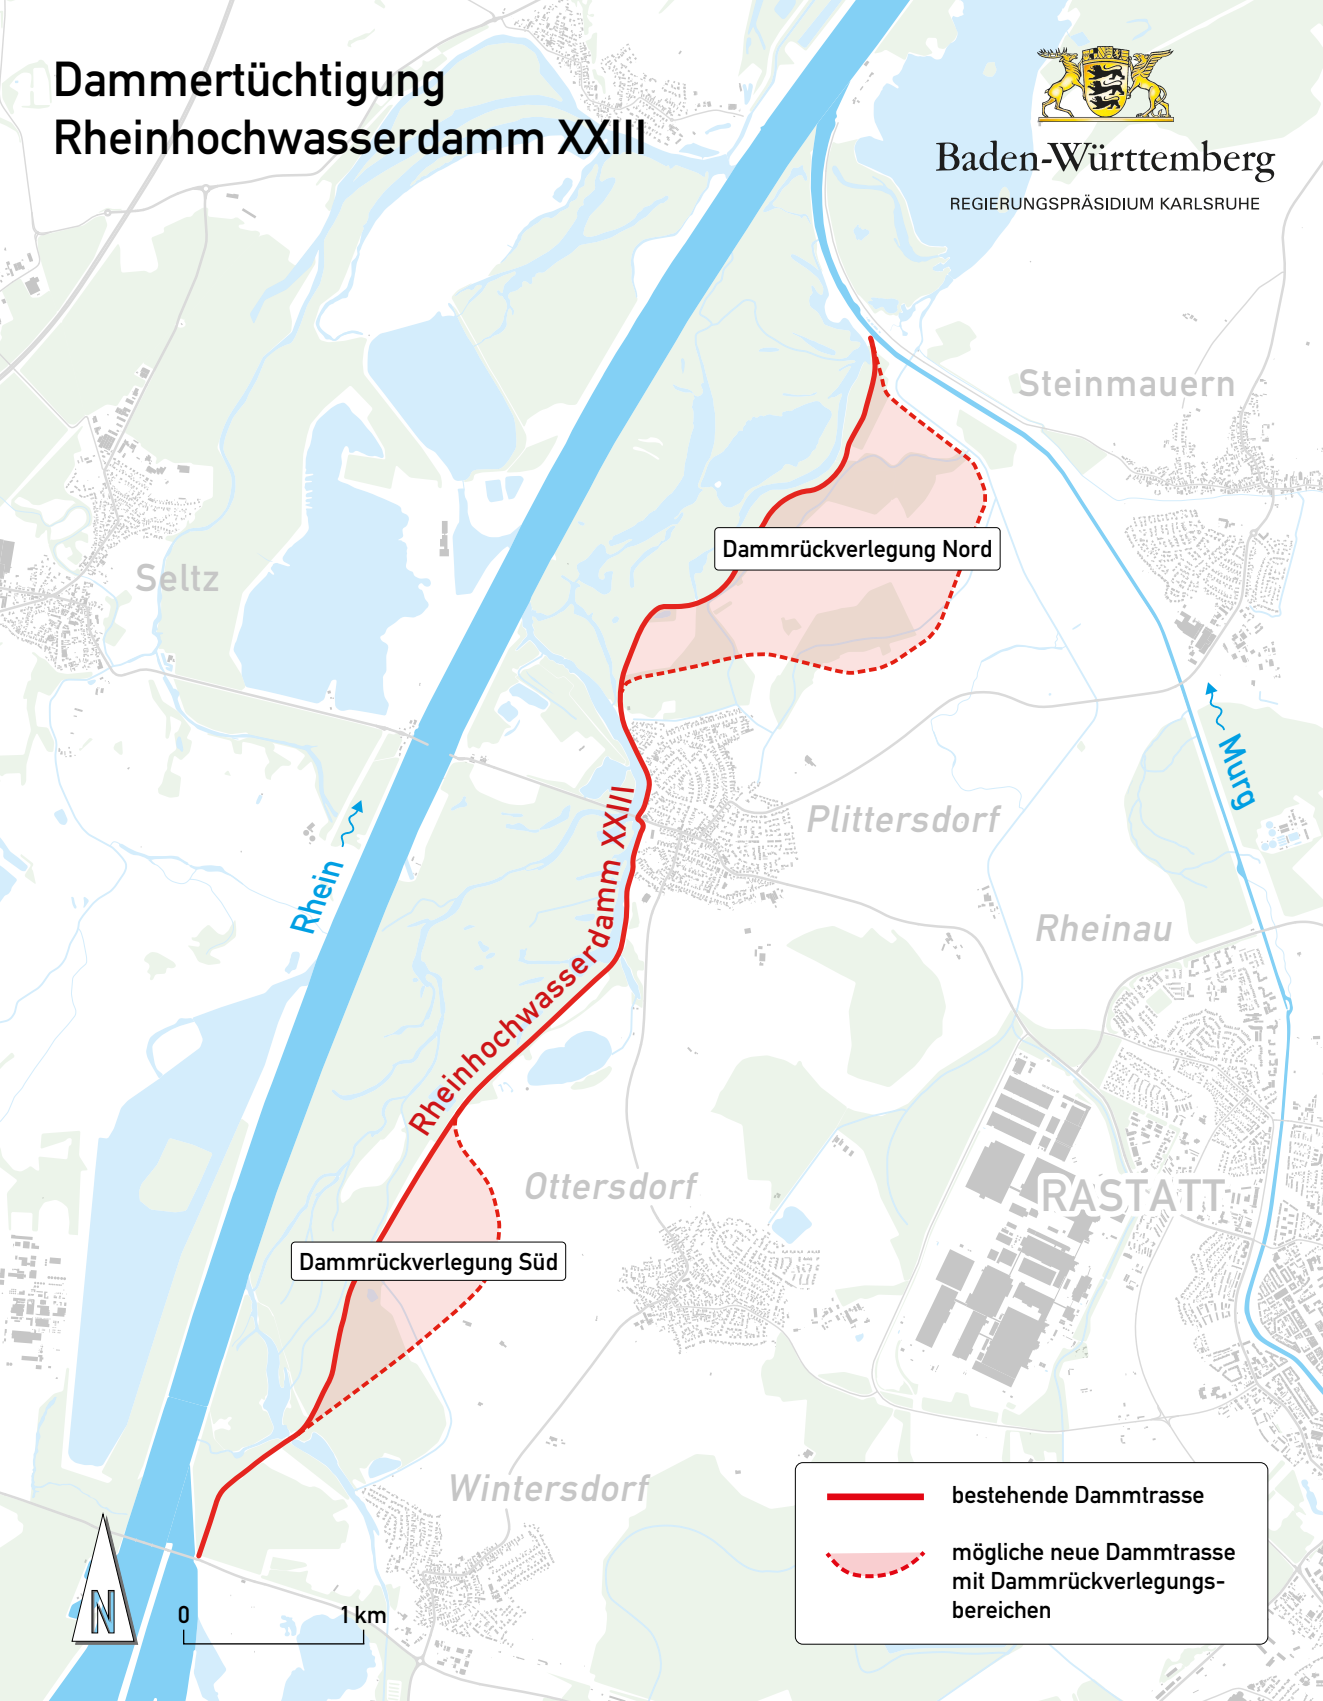 Dammertüchtigung
Rheinhochwasserdamm XXIII
Baden-Württemberg
REGIERUNGSPRÄSIDIUM KARLSRUHE
Steinmauern
Dammrückverlegung Nord
Seltz
Murg
Plittersdorf
Rhein
Rheinhochwasserdamm XXIII
Rheinau
Ottersdorf
RASTATT
Dammrückverlegung Süd
Wintersdorf
bestehende Dammtrasse
mögliche neue Dammtrasse
mit Dammrückverlegungs-
bereichen
N
0 1 km